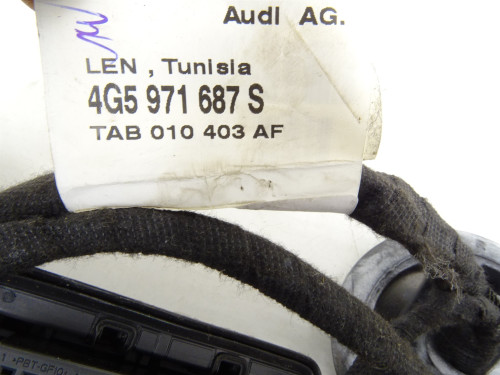 Audi AG.
LEN , Tunisia
4G5 971 687 S
TAB 010 403 AF